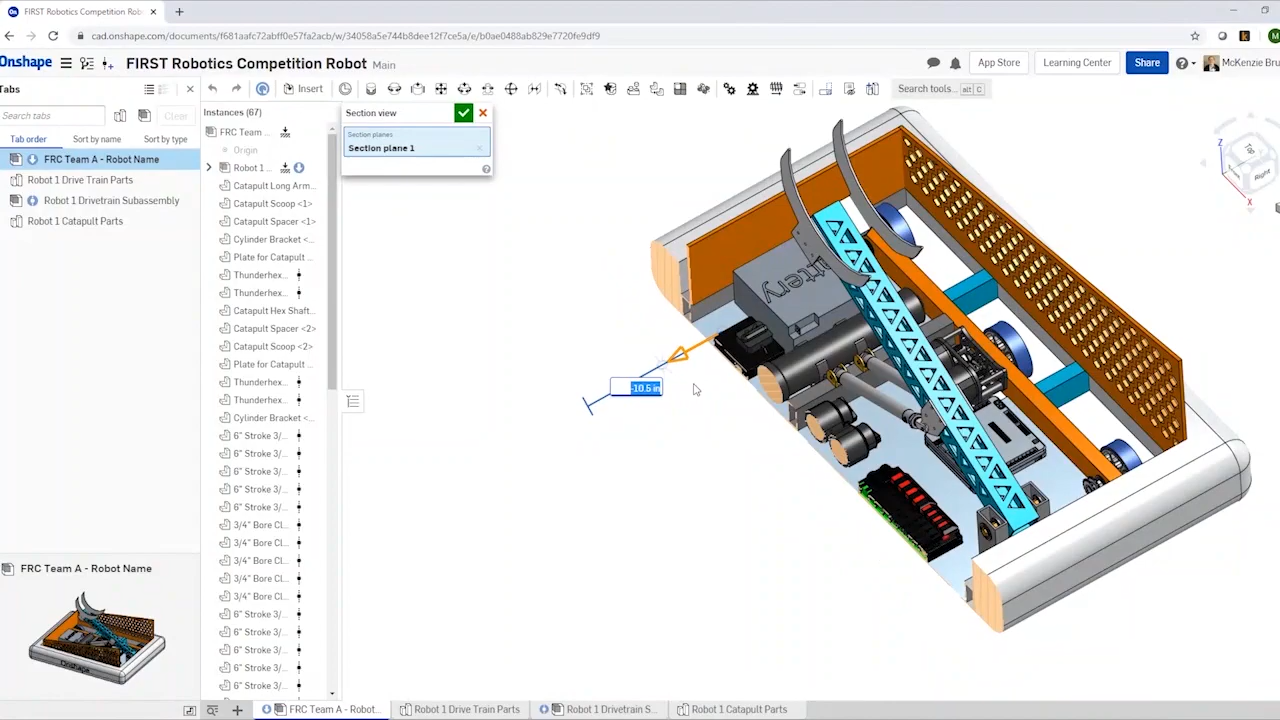 FIRST Robotics Competition Rob
cad.onshape.com/documents/f681aafc72abff0e57fa2acb/w/34058a5e744b8dee12f7ce5a/e/b0ae0488ab829e7720fe9df9
Onshape
FIRST Robotics Competition Robot Main
App Store
Learning Center
Share
McKenzie Bru
Tabs
Insert
Search tools... alt C
Search tabs
Clear
Tab order
Sort by name
Sort by type
FRC Team A - Robot Name
Robot 1 Drive Train Parts
Robot 1 Drivetrain Subassembly
Robot 1 Catapult Parts
Instances (67)
FRC Team ...
Origin
Robot 1 ...
Catapult Long Arm...
Catapult Scoop <1>
Catapult Spacer <1>
Cylinder Bracket <...
Plate for Catapult ...
Thunderhex...
Thunderhex...
Catapult Hex Shaft...
Catapult Spacer <2>
Catapult Scoop <2>
Plate for Catapult ...
Thunderhex...
Thunderhex...
Cylinder Bracket <...
6" Stroke 3/...
6" Stroke 3/...
6" Stroke 3/...
6" Stroke 3/...
6" Stroke 3/...
3/4" Bore Cl...
3/4" Bore Cl...
3/4" Bore Cl...
3/4" Bore Cl...
3/4" Bore Cl...
6" Stroke 3/...
6" Stroke 3/...
6" Stroke 3/...
6" Stroke 3/...
6" Stroke 3/...
Section view
Section planes
Section plane 1
-10.5 in
Z
Top
Right
X
FRC Team A - Robot Name
FRC Team A - Robot...
Robot 1 Drive Train Parts
Robot 1 Drivetrain S...
Robot 1 Catapult Parts